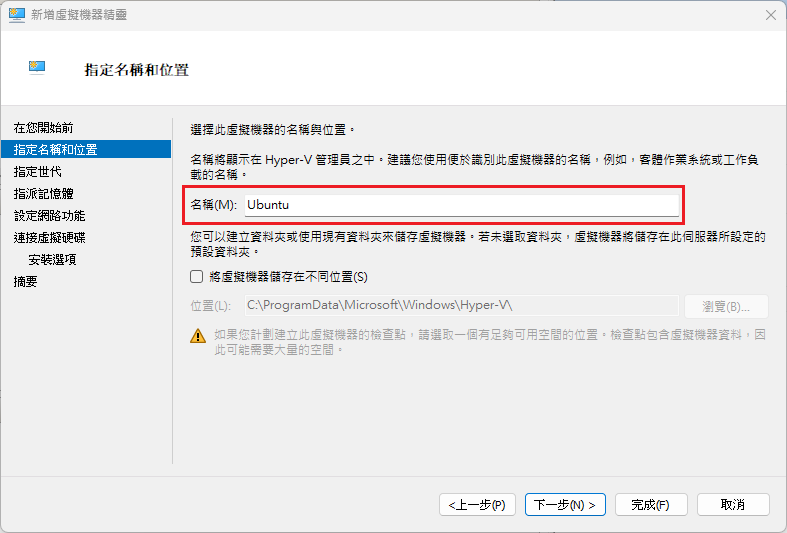 新增虛擬機器精靈
指定名稱和位置
在您開始前
指定名稱和位置
指定世代
指派記憶體
設定網路功能
連接虛擬硬碟
安裝選項
摘要
選擇此虛擬機器的名稱與位置。
名稱將顯示在 Hyper-V 管理員之中。建議您使用便於識別此虛擬機器的名稱，例如，客體作業系統或工作負
載的名稱。
名稱(M): Ubuntu
您可以建立資料夾或使用現有資料夾來儲存虛擬機器。若未選取資料夾，虛擬機器將儲存在此伺服器所設定的
預設資料夾。
將虛擬機器儲存在不同位置(S)
位置(L): C:\ProgramData\Microsoft\Windows\Hyper-V\ 瀏覽(B)...
如果您計劃建立此虛擬機器的檢查點，請選取一個有足夠可用空間的位置。檢查點包含虛擬機器資料，因
此可能需要大量的空間。
<上一步(P) 下一步(N) > 完成(F) 取消